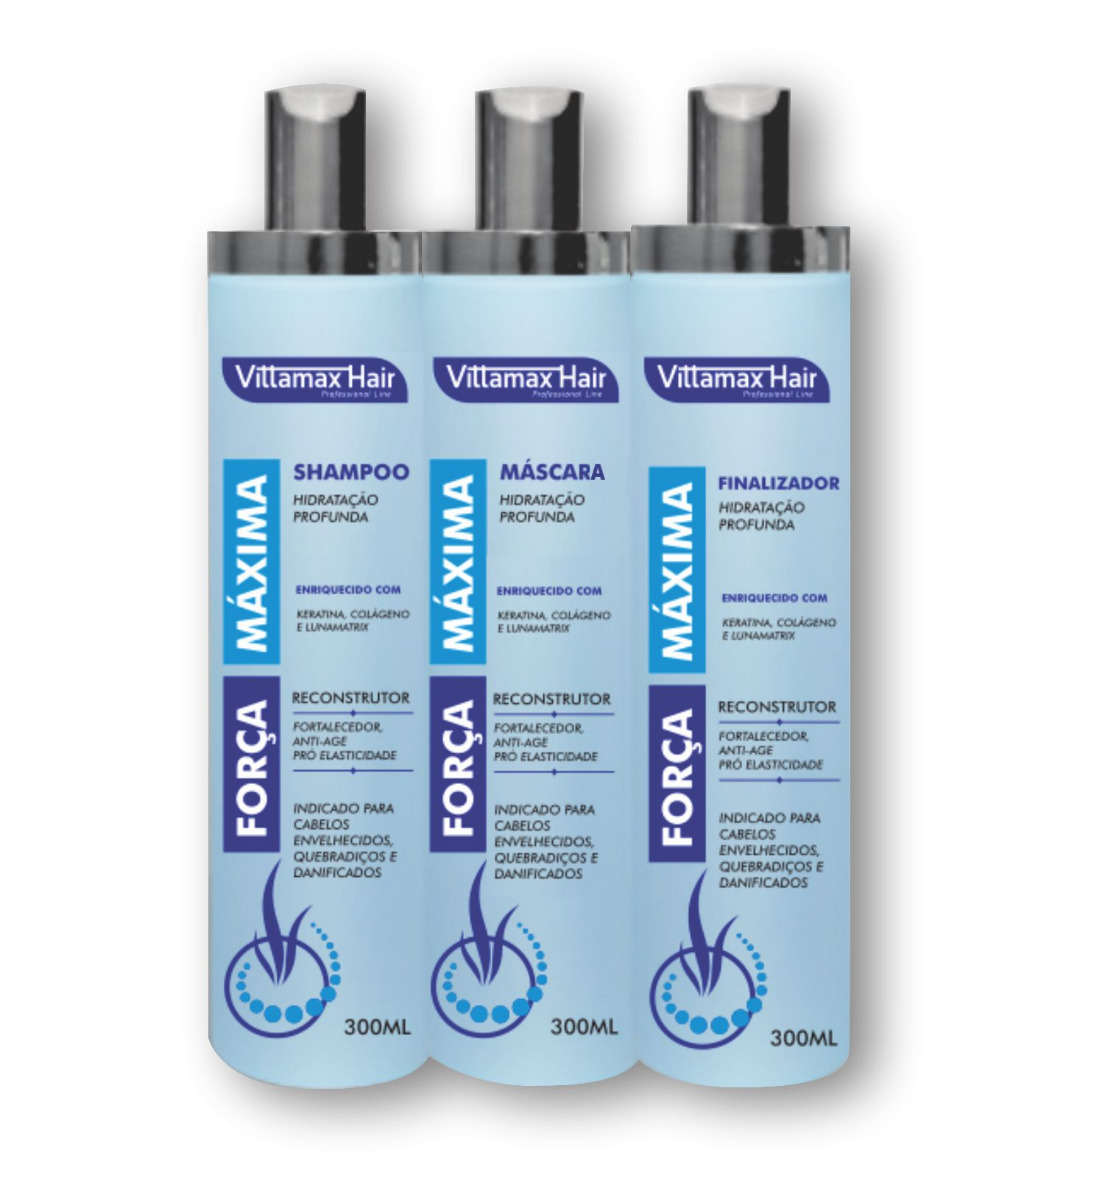 Vittamax Hair
Professional Line
MÁXIMA
FORÇA
SHAMPOO
HIDRATAÇÃO
PROFUNDA
ENRIQUECIDO COM
KERATINA, COLÁGENO
E LUNAMATRIX
RECONSTRUTOR
FORTALECEDOR,
ANTI-AGE
PRÓ ELASTICIDADE
INDICADO PARA
CABELOS
ENVELHECIDOS,
QUEBRADIÇOS E
DANIFICADOS
300ML
Vittamax Hair
Professional Line
MÁXIMA
FORÇA
MÁSCARA
HIDRATAÇÃO
PROFUNDA
ENRIQUECIDO COM
KERATINA, COLÁGENO
E LUNAMATRIX
RECONSTRUTOR
FORTALECEDOR,
ANTI-AGE
PRÓ ELASTICIDADE
INDICADO PARA
CABELOS
ENVELHECIDOS,
QUEBRADIÇOS E
DANIFICADOS
300ML
Vittamax Hair
Professional Line
MÁXIMA
FORÇA
FINALIZADOR
HIDRATAÇÃO
PROFUNDA
ENRIQUECIDO COM
KERATINA, COLÁGENO
E LUNAMATRIX
RECONSTRUTOR
FORTALECEDOR,
ANTI-AGE
PRÓ ELASTICIDADE
INDICADO PARA
CABELOS
ENVELHECIDOS,
QUEBRADIÇOS E
DANIFICADOS
300ML